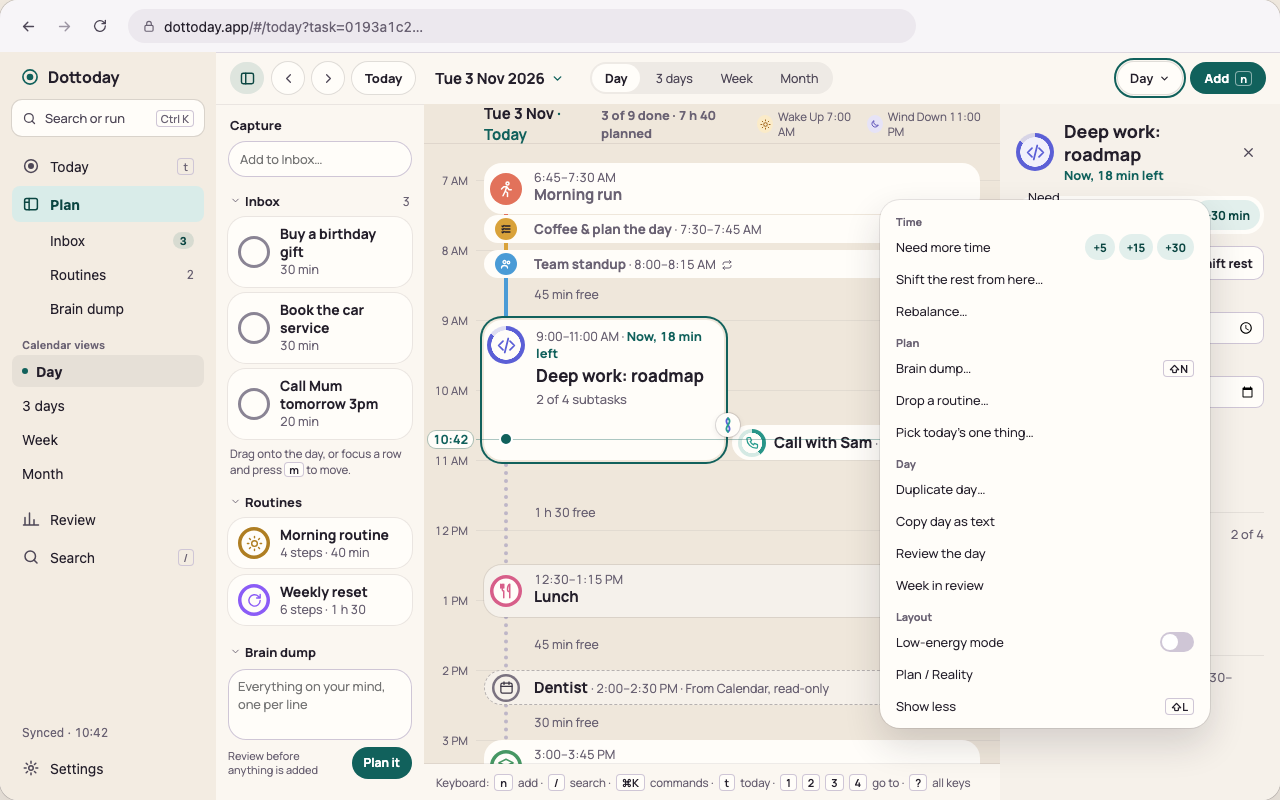 dottoday.app/#/today?task=0193a1c2...
Dottoday
Search or run
Ctrl K
Today
t
Plan
Inbox
3
Routines
2
Brain dump
Calendar views
Day
3 days
Week
Month
Review
Search
/
Synced · 10:42
Settings
Today
Tue 3 Nov 2026
Day
3 days
Week
Month
Day
Add n
Capture
Add to Inbox...
Inbox
3
Buy a birthday
gift
30 min
Book the car
service
30 min
Call Mum
tomorrow 3pm
20 min
Drag onto the day, or focus a row
and press m to move.
Routines
Morning routine
4 steps · 40 min
Weekly reset
6 steps · 1 h 30
Brain dump
Everything on your mind,
one per line
Review before
anything is added
Plan it
Tue 3 Nov ·
Today
3 of 9 done · 7 h 40
planned
Wake Up 7:00
AM
Wind Down 11:00
PM
7 AM
6:45–7:30 AM
Morning run
Coffee & plan the day · 7:30–7:45 AM
8 AM
Team standup · 8:00–8:15 AM
45 min free
9 AM
9:00–11:00 AM · Now, 18 min
left
Deep work: roadmap
2 of 4 subtasks
10 AM
10:42
Call with Sam ·
11 AM
1 h 30 free
12 PM
12:30–1:15 PM
Lunch
1 PM
45 min free
2 PM
Dentist · 2:00–2:30 PM · From Calendar, read-only
30 min free
3 PM
3:00–3:45 PM
Keyboard: n add · / search · ⌘K commands · t today · 1 2 3 4 go to · ? all keys
Deep work:
roadmap
Now, 18 min left
Need
30 min
ift rest
2 of 4
30–
Time
Need more time
+5
+15
+30
Shift the rest from here...
Rebalance...
Plan
Brain dump...
⇧N
Drop a routine...
Pick today's one thing...
Day
Duplicate day...
Copy day as text
Review the day
Week in review
Layout
Low-energy mode
Plan / Reality
Show less
⇧L